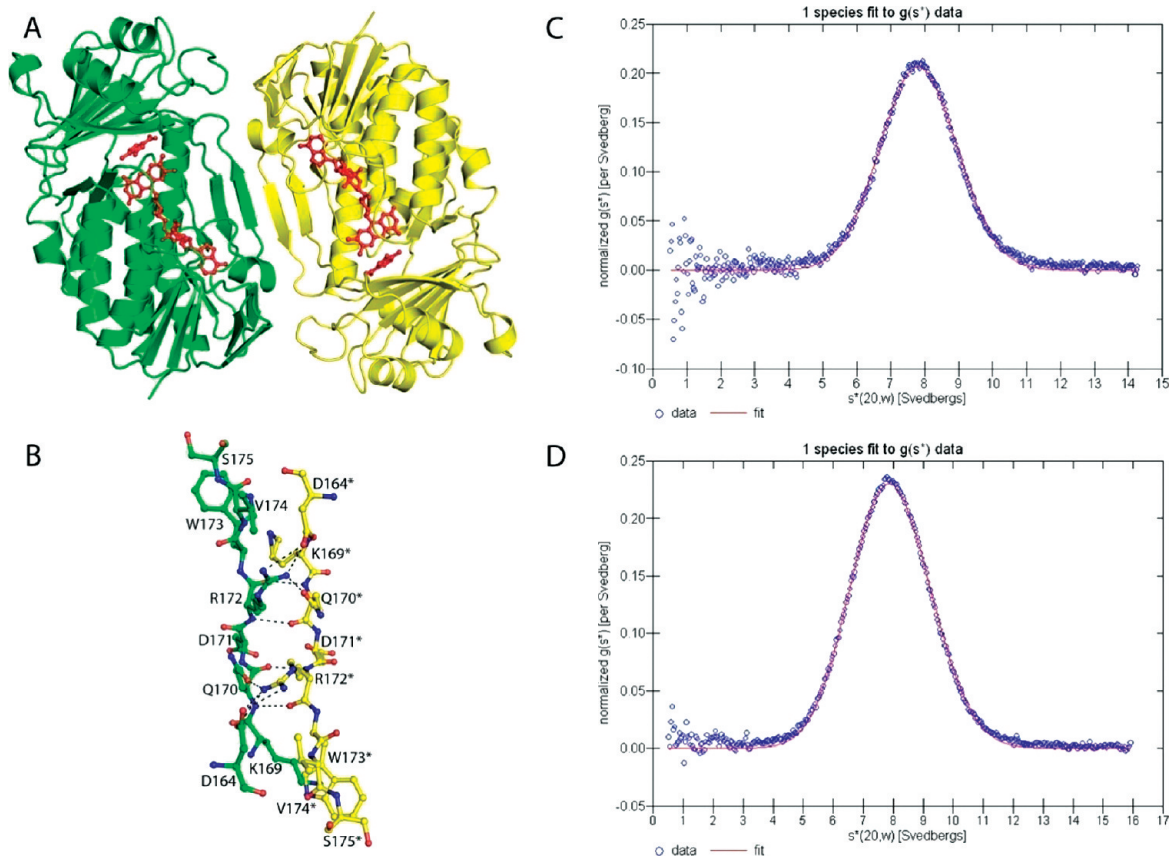 A
B
S175
V174
W173
D164*
K169*
R172
Q170*
D171
D171*
Q170
R172*
D164
K169
W173*
V174*
S175*
C
1 species fit to g(s*) data
normalized g(s*) [per Svedberg]
0.25
0.20
0.15
0.10
0.05
0.00
-0.05
-0.10
0 1 2 3 4 5 6 7 8 9 10 11 12 13 14 15
s*(20,w) [Svedbergs]
data fit
D
1 species fit to g(s*) data
normalized g(s*) [per Svedberg]
0.25
0.20
0.15
0.10
0.05
0.00
-0.05
0 1 2 3 4 5 6 7 8 9 10 11 12 13 14 15 16 17
s*(20,w) [Svedbergs]
data fit